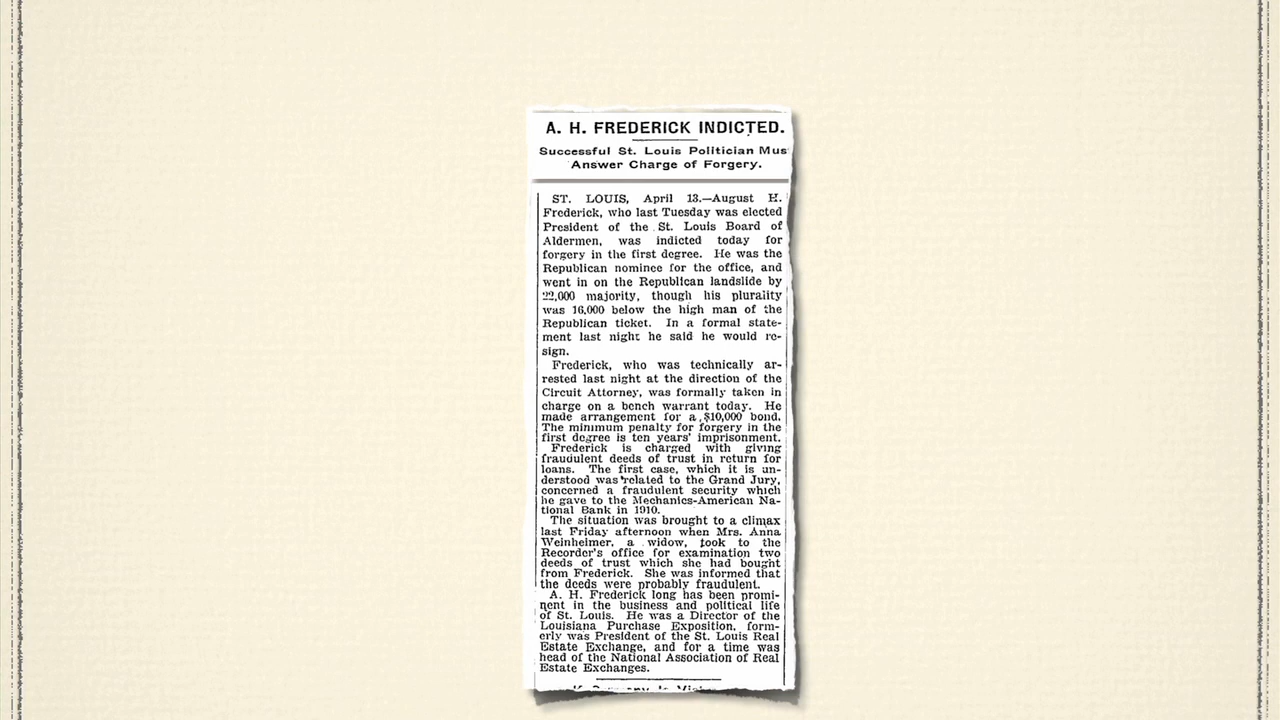 A. H. FREDERICK INDICTED.
Successful St. Louis Politician Mus
Answer Charge of Forgery.
ST. LOUIS, April 13.—August H.
Frederick, who last Tuesday was elected
President of the St. Louis Board of
Aldermen, was indicted today for
forgery in the first degree. He was the
Republican nominee for the office, and
went in on the Republican landslide by
22,000 majority, though his plurality
was 16,000 below the high man of the
Republican ticket. In a formal state-
ment last night he said he would re-
sign.
Frederick, who was technically ar-
rested last night at the direction of the
Circuit Attorney, was formally taken in
charge on a bench warrant today. He
made arrangement for a $10,000 bond.
The minimum penalty for forgery in the
first degree is ten years' imprisonment.
Frederick is charged with giving
fraudulent deeds of trust in return for
loans. The first case, which it is un-
derstood was related to the Grand Jury,
concerned a fraudulent security which
he gave to the Mechanics-American Na-
tional Bank in 1910.
The situation was brought to a climax
last Friday afternoon when Mrs. Anna
Weinheimer, a widow, took to the
Recorder's office for examination two
deeds of trust which she had bought
from Frederick. She was informed that
the deeds were probably fraudulent.
A. H. Frederick long has been promi-
nent in the business and political life
of St. Louis. He was a Director of the
Louisiana Purchase Exposition, form-
erly was President of the St. Louis Real
Estate Exchange, and for a time was
head of the National Association of Real
Estate Exchanges.